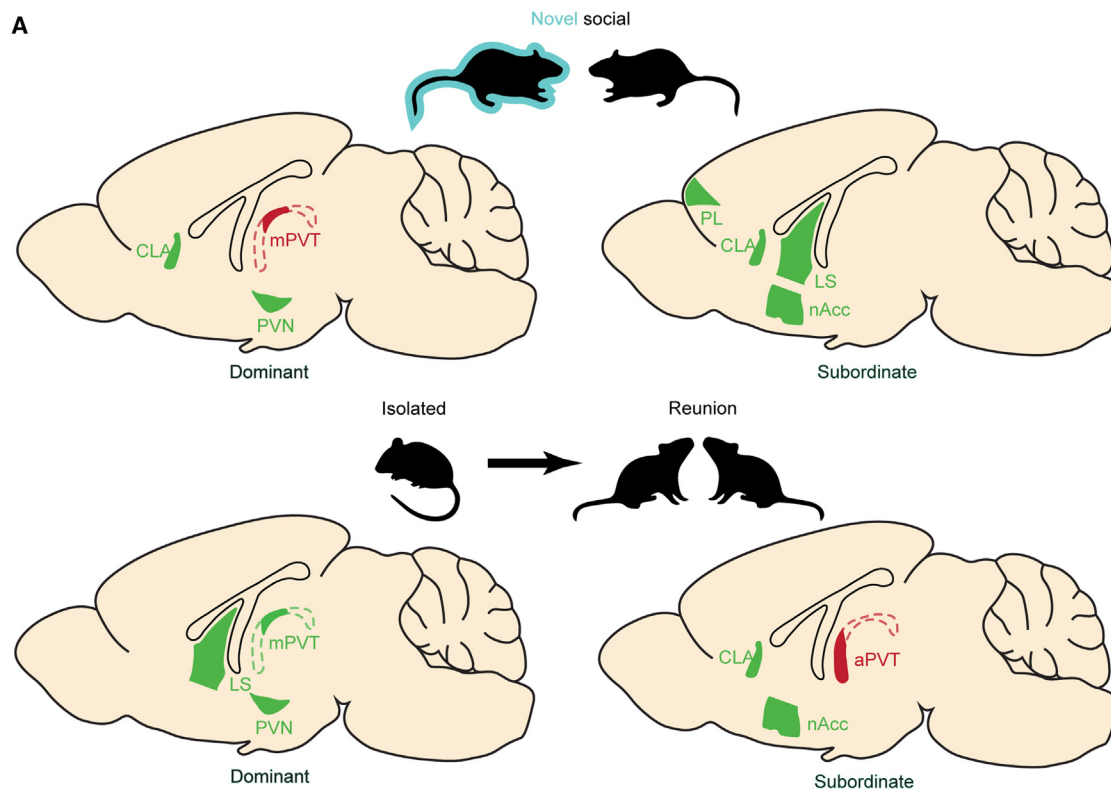 A
Novel social
mPVT
CLA
PVN
Dominant
PL
CLA
LS
nAcc
Subordinate
Isolated
Reunion
mPVT
LS
PVN
Dominant
CLA
aPVT
nAcc
Subordinate